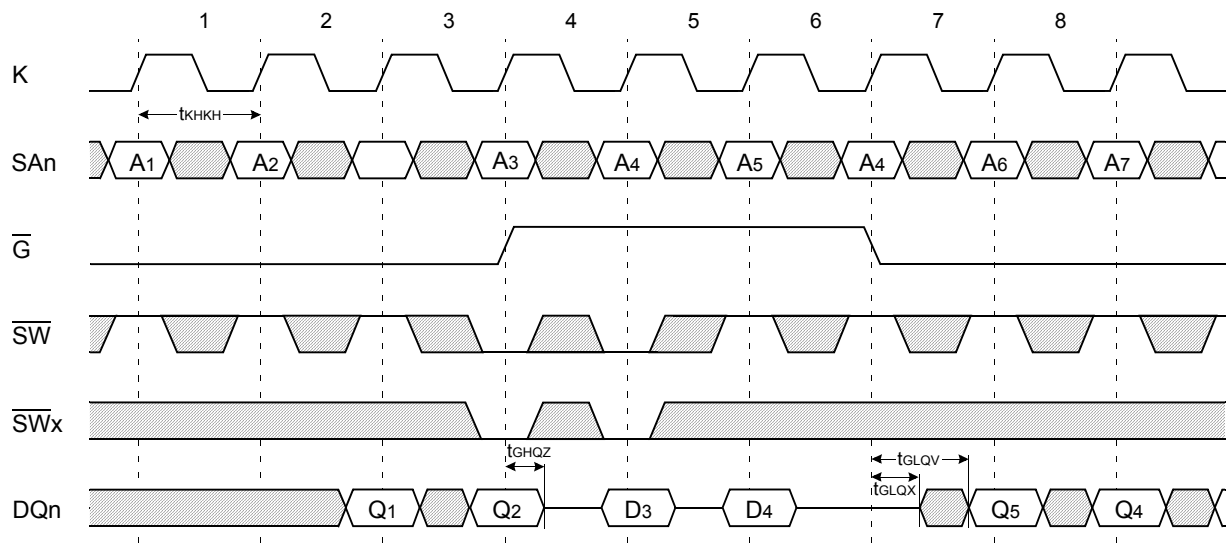 1 2 3 4 5 6 7 8
K
tKHKH
SAn A1 A2 A3 A4 A5 A4 A6 A7
G
SW
SWx
tGHQZ tGLQV
tGLQX
DQn Q1 Q2 D3 D4 Q5 Q4